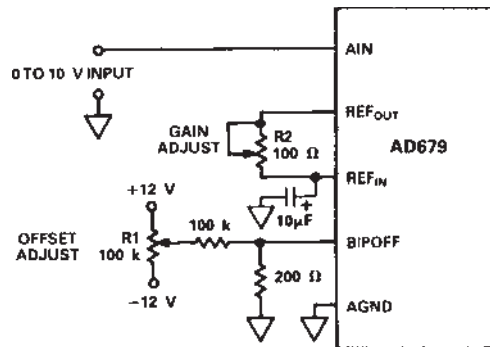 AIN
0 TO 10 V INPUT
REFOUT
GAIN
ADJUST
R2
100 Ω
AD679
REFIN
+12 V
10µF
+
OFFSET
ADJUST
R1
100 k
100 k
BIPOFF
200 Ω
−12 V
AGND